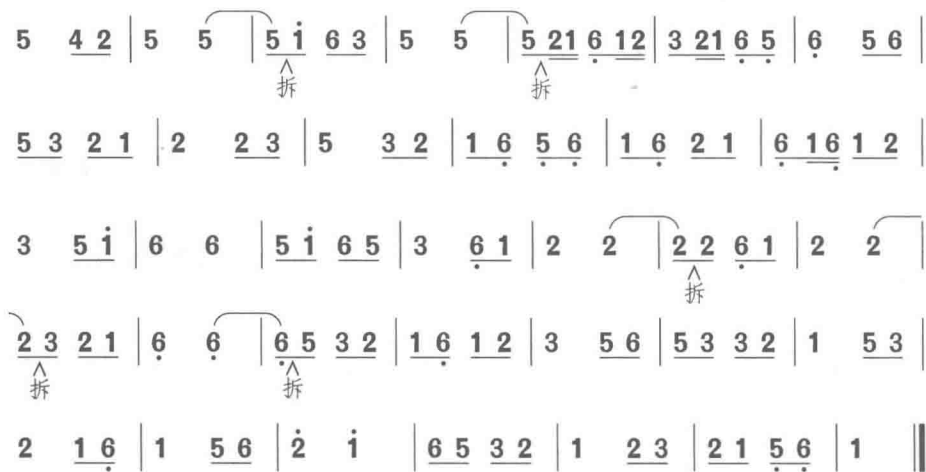 5 4 2 | 5 5 | 5 i̇ 6 3 | 5 5 | 5 21 6̣ 12 | 3 21 6̣ 5̣ | 6̣ 5 6 |
拆 拆
5 3 2 1 | 2 2 3 | 5 3 2 | 1 6̣ 5̣ 6̣ | 1 6̣ 2 1 | 6̣ 16̣ 1 2 |
3 5 i̇ | 6 6 | 5 i̇ 6 5 | 3 6̣ 1 | 2 2 | 2 2 6̣ 1 | 2 2 |
拆
2 3 2 1 | 6̣ 6̣ | 6̣ 5 3 2 | 1 6̣ 1 2 | 3 5 6 | 5 3 3 2 | 1 5 3 |
拆 拆
2 1 6̣ | 1 5 6 | 2̇ i̇ | 6 5 3 2 | 1 2 3 | 2 1 5̣ 6̣ | 1 ‖